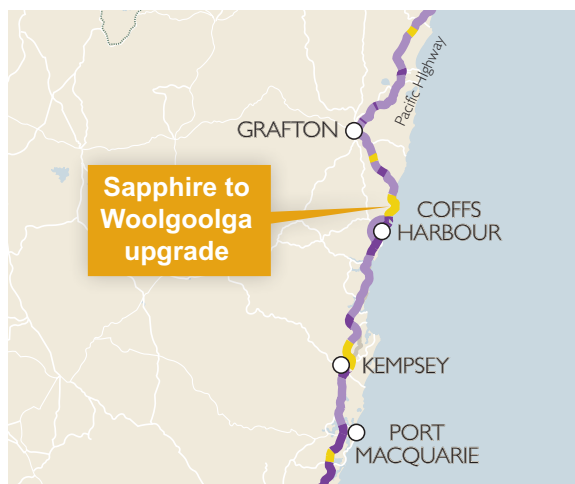 Pacific Highway
GRAFTON
Sapphire to
Woolgoolga
upgrade
COFFS
HARBOUR
KEMPSEY
PORT
MACQUARIE